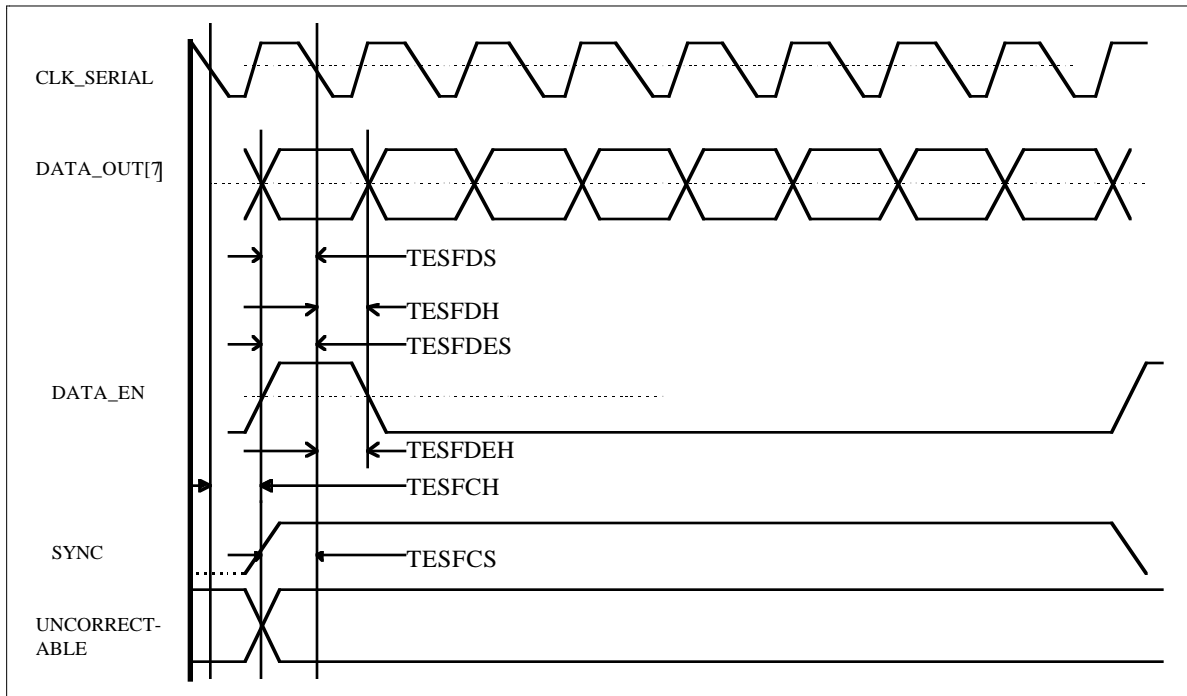 CLK_SERIAL
DATA_OUT[7]
TESFDS
TESFDH
TESFDES
DATA_EN
TESFDEH
TESFCH
SYNC
TESFCS
UNCORRECT-
ABLE